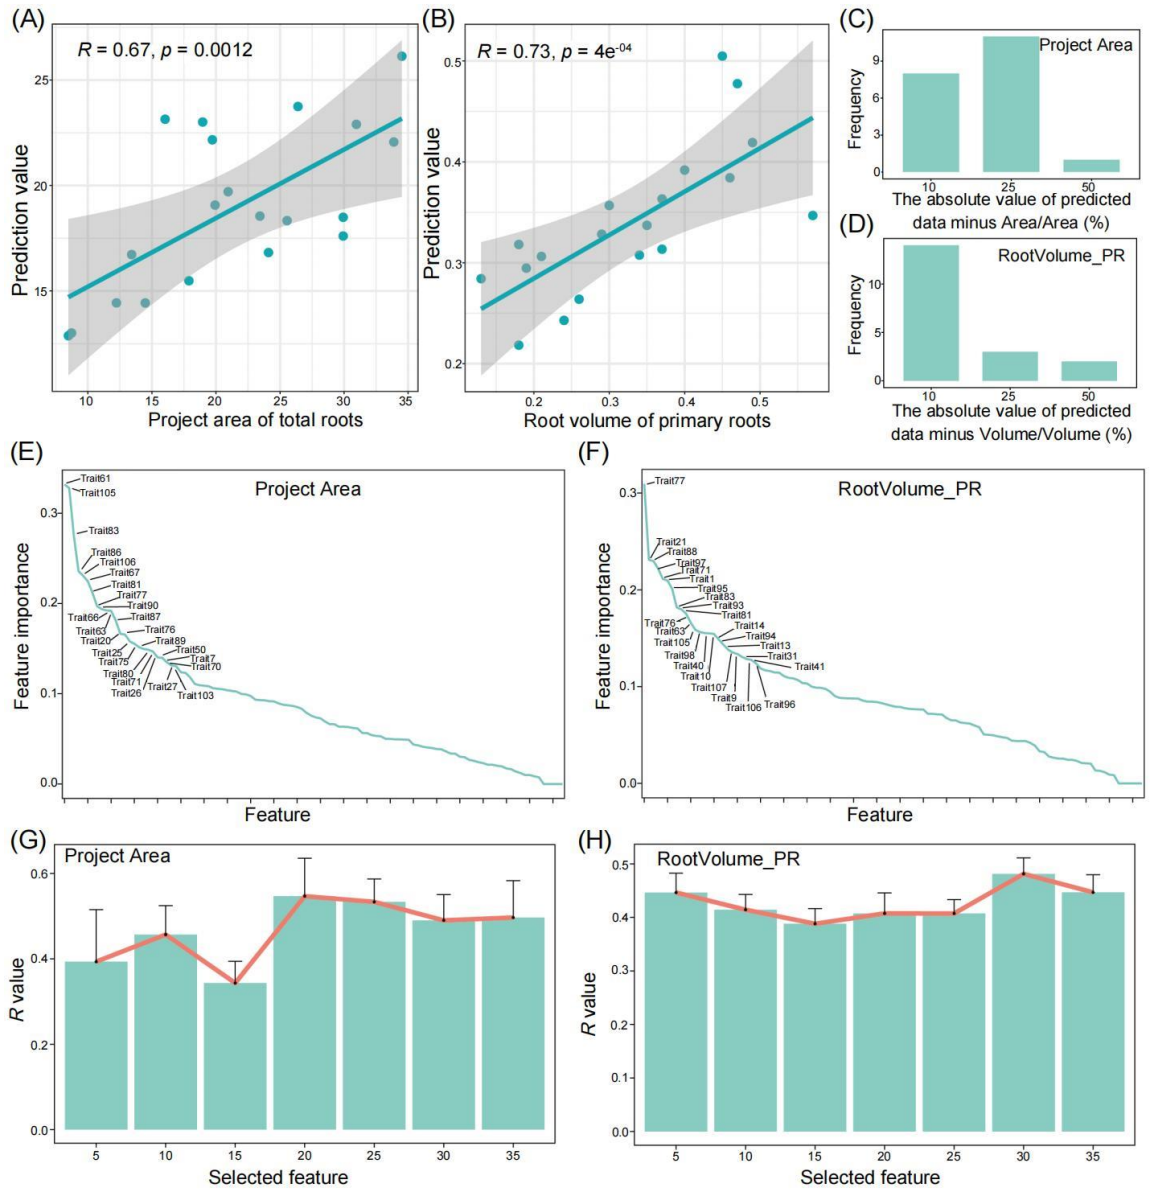 (A)
R = 0.67, p = 0.0012
25
20
15
Prediction value
10
15
20
25
30
35
Project area of total roots
(B)
R = 0.73, p = 4e-04
0.5
0.4
0.3
0.2
Prediction value
0.2
0.3
0.4
0.5
Root volume of primary roots
(C)
Project Area
9
6
3
0
Frequency
10
25
50
The absolute value of predicted
data minus Area/Area (%)
(D)
RootVolume_PR
10
5
0
Frequency
10
25
50
The absolute value of predicted
data minus Volume/Volume (%)
(E)
Project Area
0.3
0.2
0.1
0.0
Feature importance
Trait61
Trait105
Trait83
Trait86
Trait106
Trait67
Trait81
Trait77
Trait90
Trait66
Trait87
Trait63
Trait76
Trait20
Trait89
Trait25
Trait50
Trait75
Trait7
Trait70
Trait80
Trait71
Trait26
Trait27
Trait103
Feature
(F)
RootVolume_PR
0.3
0.2
0.1
0.0
Feature importance
Trait77
Trait21
Trait88
Trait97
Trait71
Trait1
Trait95
Trait83
Trait93
Trait81
Trait76
Trait63
Trait14
Trait105
Trait94
Trait13
Trait98
Trait31
Trait40
Trait41
Trait10
Trait107
Trait9
Trait106
Trait96
Feature
(G)
Project Area
0.6
0.4
0.2
0.0
R value
5
10
15
20
25
30
35
Selected feature
(H)
RootVolume_PR
0.5
0.4
0.3
0.2
0.1
0.0
R value
5
10
15
20
25
30
35
Selected feature